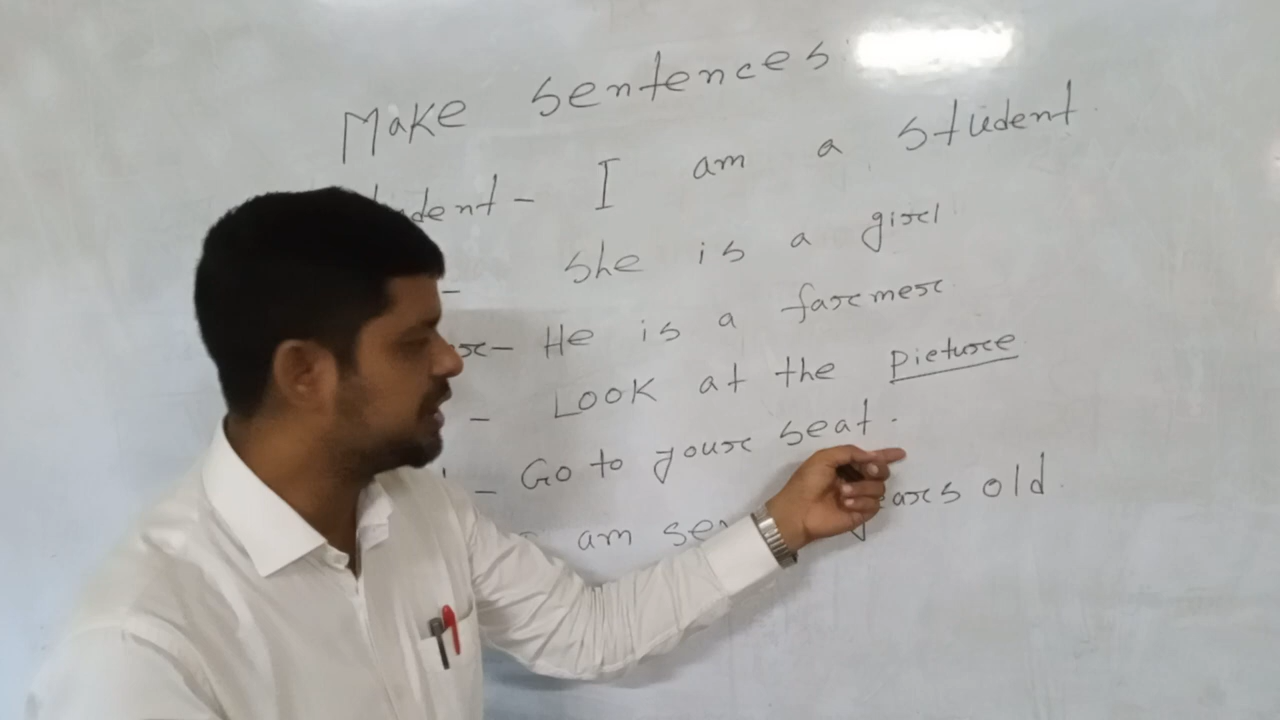 Make sentences
student - I am a student.
- She is a girl.
- He is a farmer
- Look at the picture
- Go to your seat.
am years old.